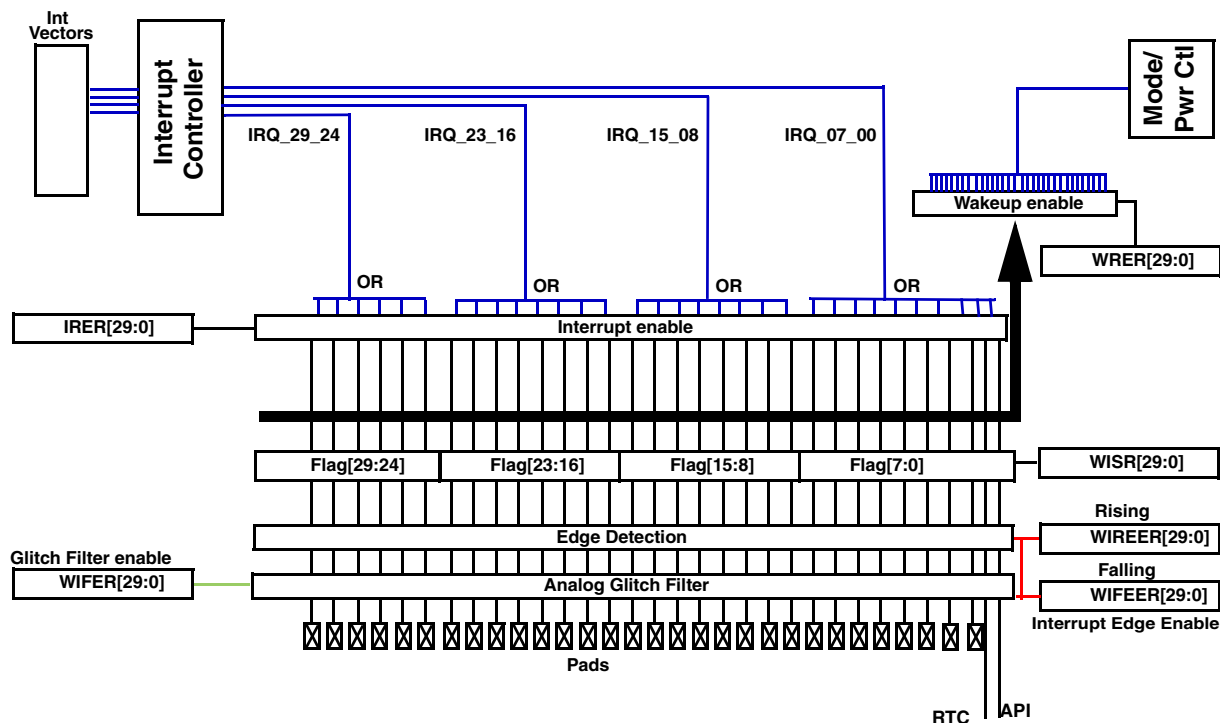 Int
Vectors
Interrupt
Controller
Mode/
Pwr Ctl
IRQ_29_24
IRQ_23_16
IRQ_15_08
IRQ_07_00
Wakeup enable
WRER[29:0]
OR
OR
OR
OR
IRER[29:0]
Interrupt enable
Flag[29:24]
Flag[23:16]
Flag[15:8]
Flag[7:0]
WISR[29:0]
Rising
Edge Detection
WIREER[29:0]
Glitch Filter enable
Falling
WIFER[29:0]
Analog Glitch Filter
WIFEER[29:0]
Interrupt Edge Enable
Pads
RTC
API